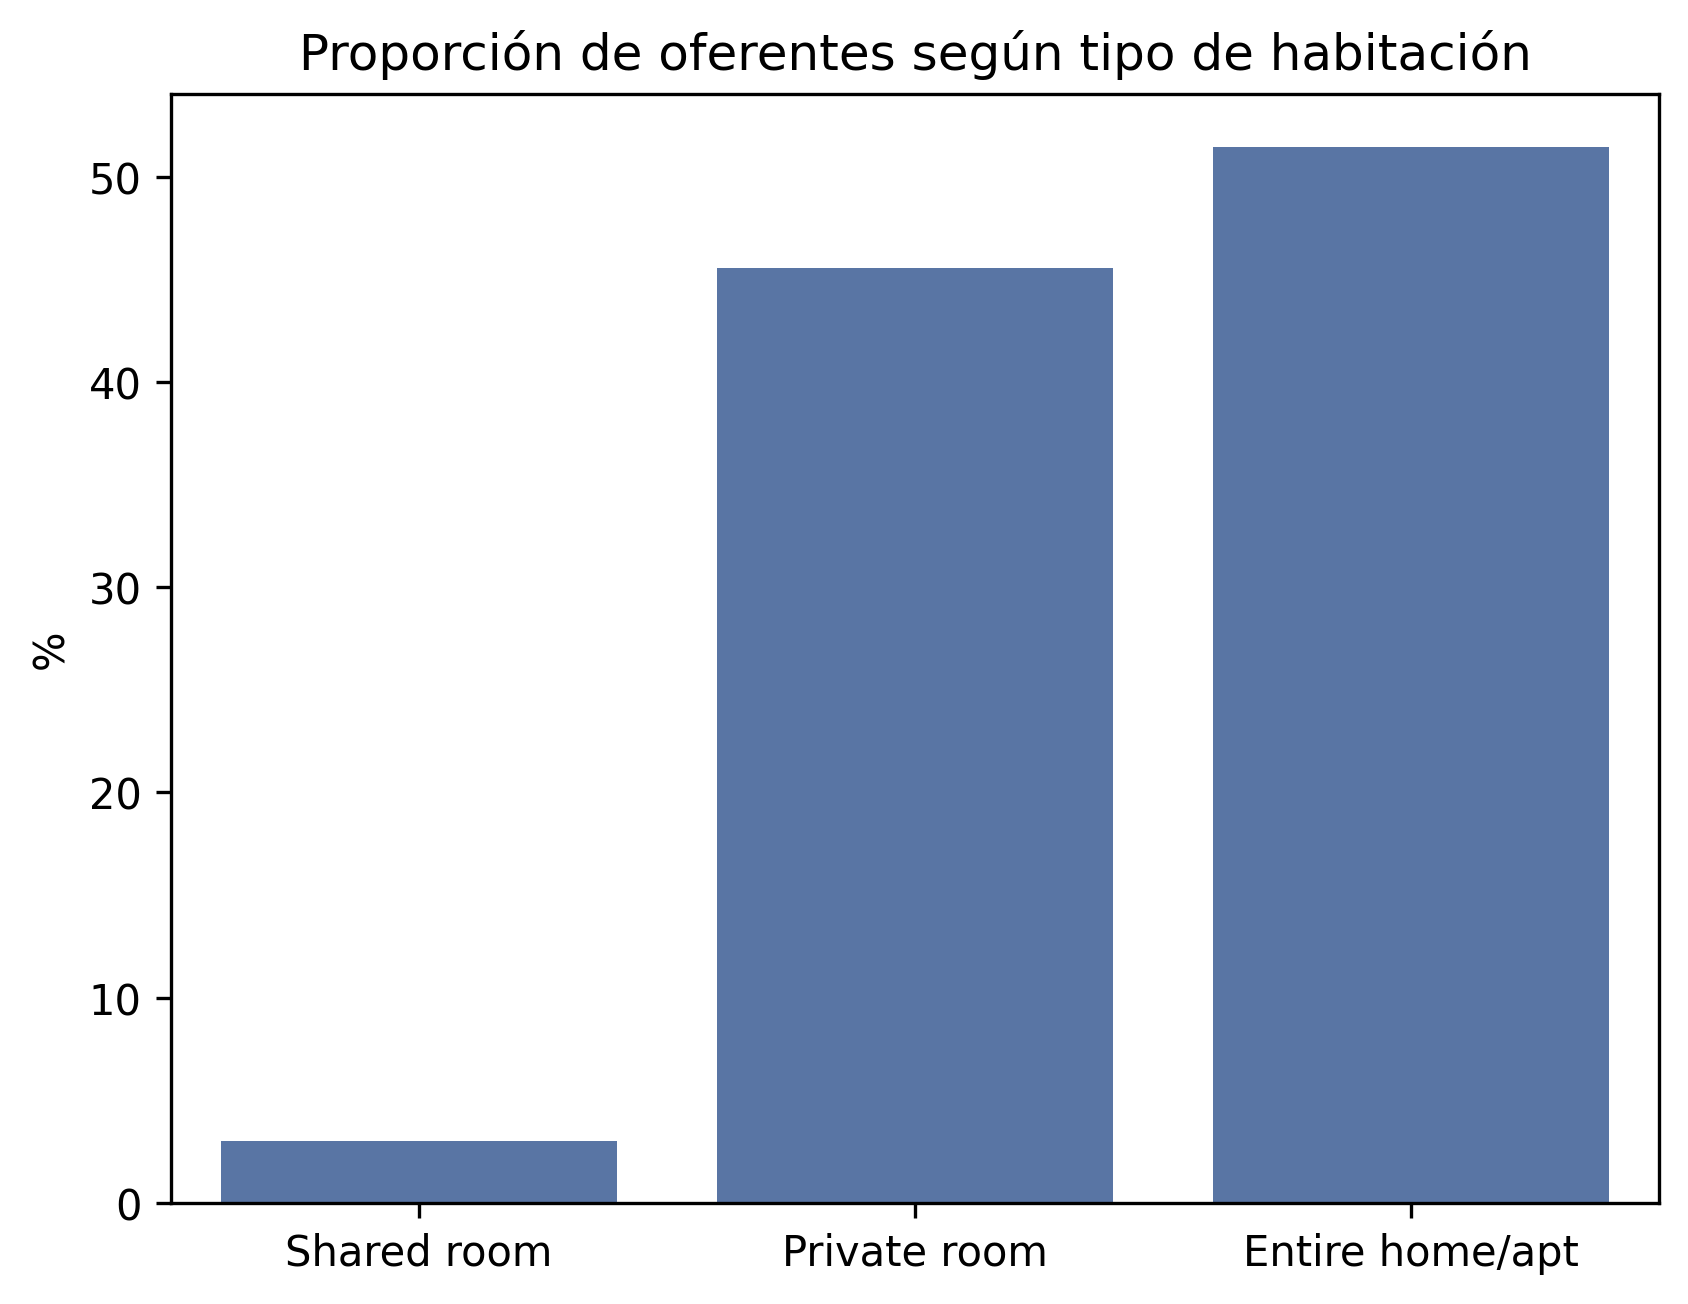 Proporción de oferentes según tipo de habitación
50
40
30
20
10
0
%
Shared room
Private room
Entire home/apt